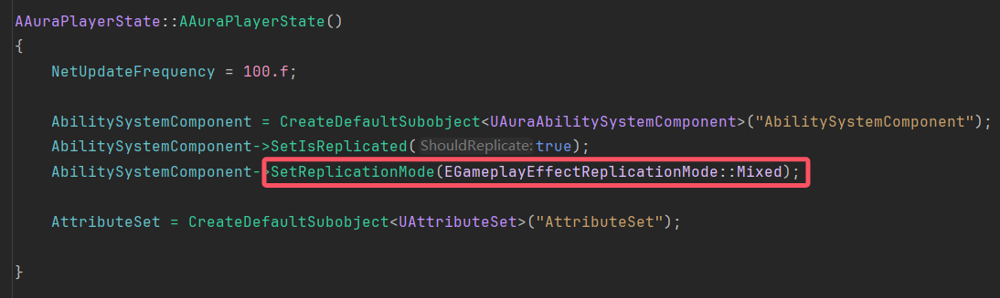 AAuraPlayerState::AAuraPlayerState()
{
    NetUpdateFrequency = 100.f;
    AbilitySystemComponent = CreateDefaultSubobject<UAuraAbilitySystemComponent>("AbilitySystemComponent");
    AbilitySystemComponent->SetIsReplicated(ShouldReplicate:true);
    AbilitySystemComponent->SetReplicationMode(EGameplayEffectReplicationMode::Mixed);
    AttributeSet = CreateDefaultSubobject<UAttributeSet>("AttributeSet");
}